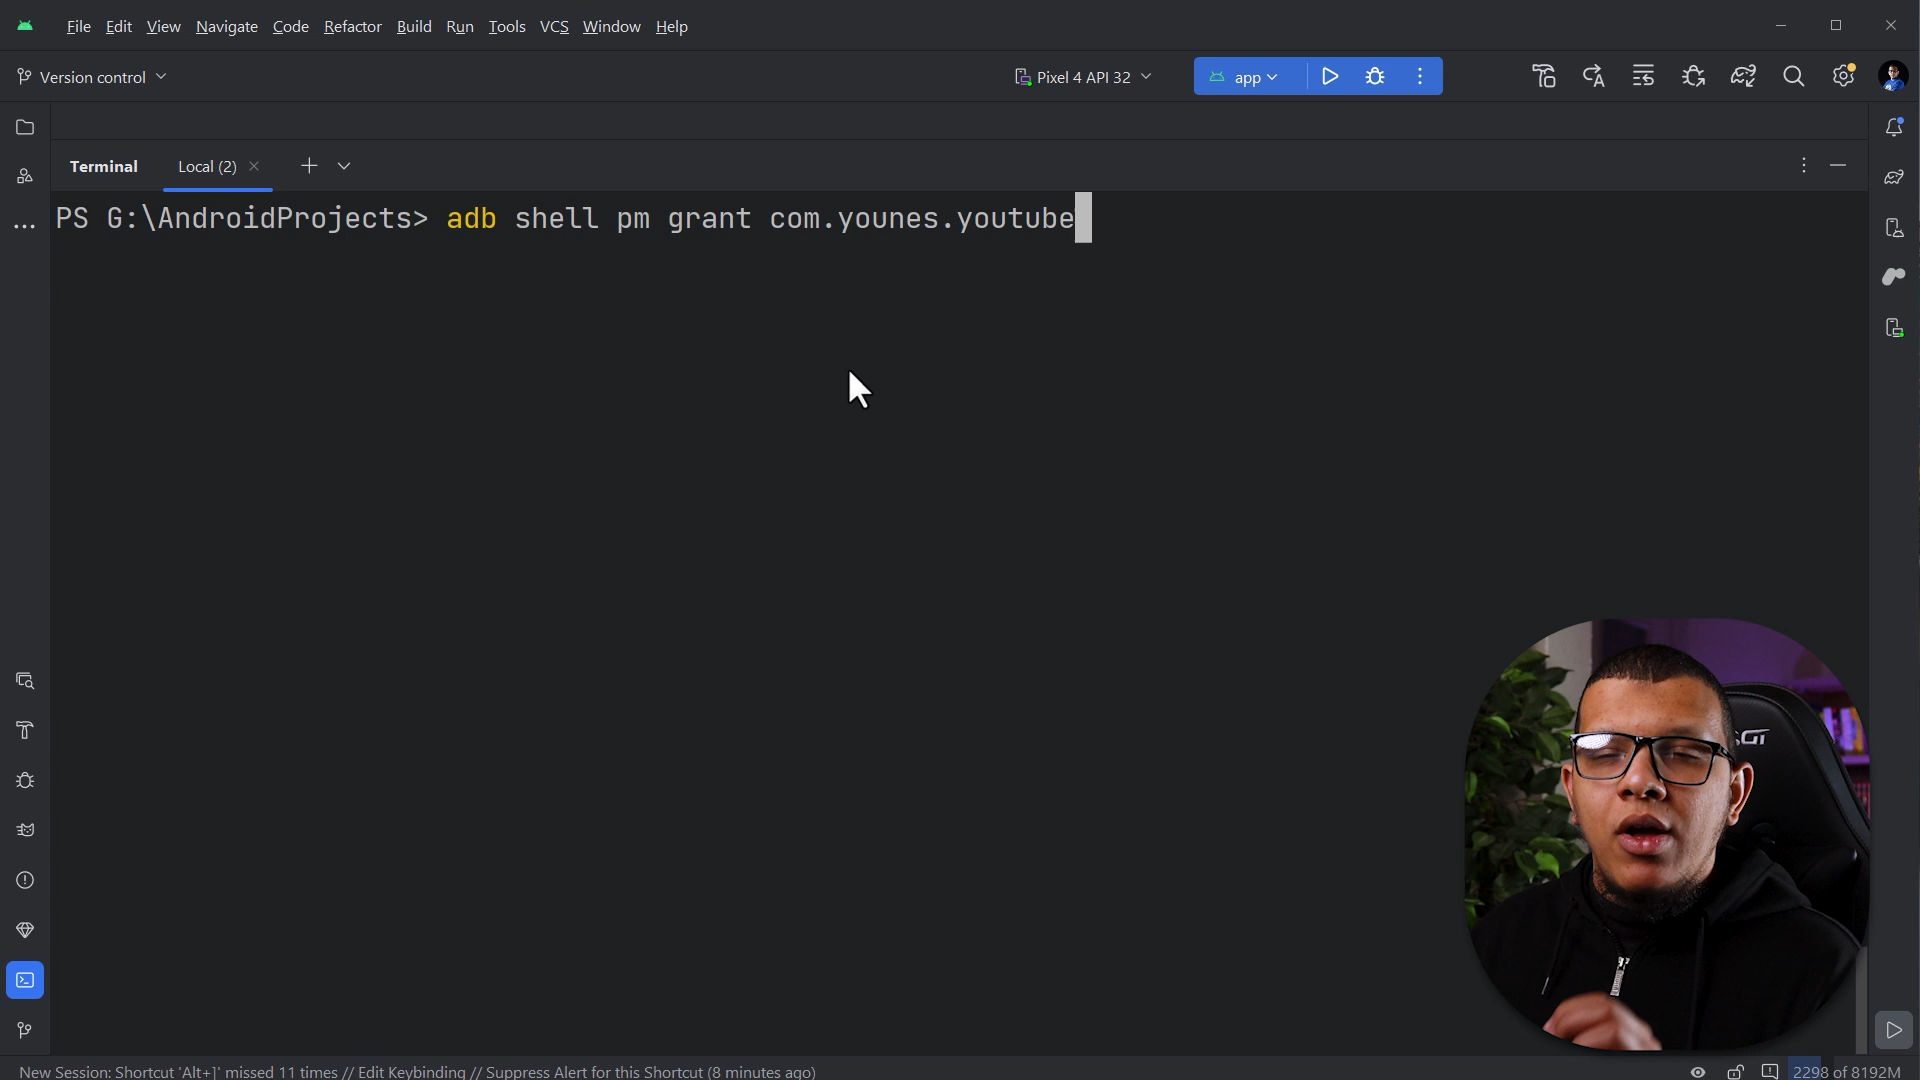 File Edit View Navigate Code Refactor Build Run Tools VCS Window Help
Version control Pixel 4 API 32 app
Terminal Local (2)
PS G:\AndroidProjects> adb shell pm grant com.younes.youtube
New Session: Shortcut 'Alt+]' missed 11 times // Edit Keybinding // Suppress Alert for this Shortcut (8 minutes ago) 2298 of 8192M